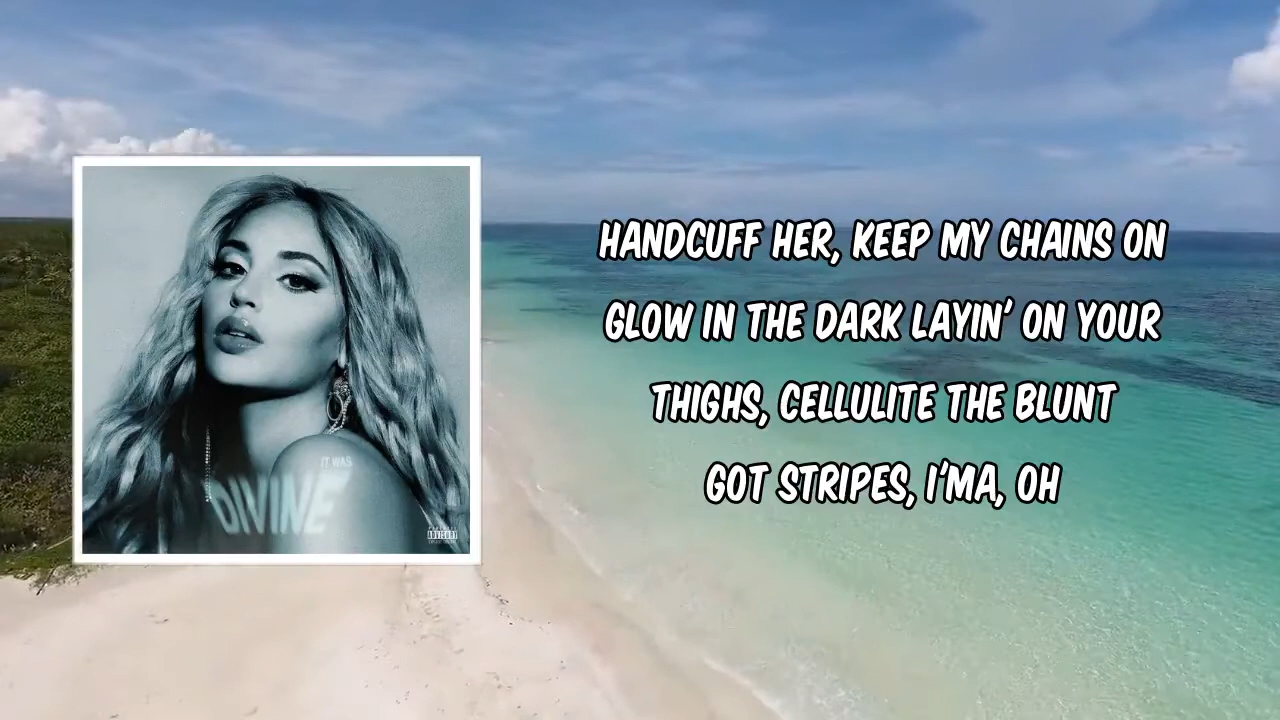 HANDCUFF HER, KEEP MY CHAINS ON
GLOW IN THE DARK LAYIN' ON YOUR
THIGHS, CELLULITE THE BLUNT
GOT STRIPES, I'MA, OH
IT WAS
DIVINE
ADVISORY